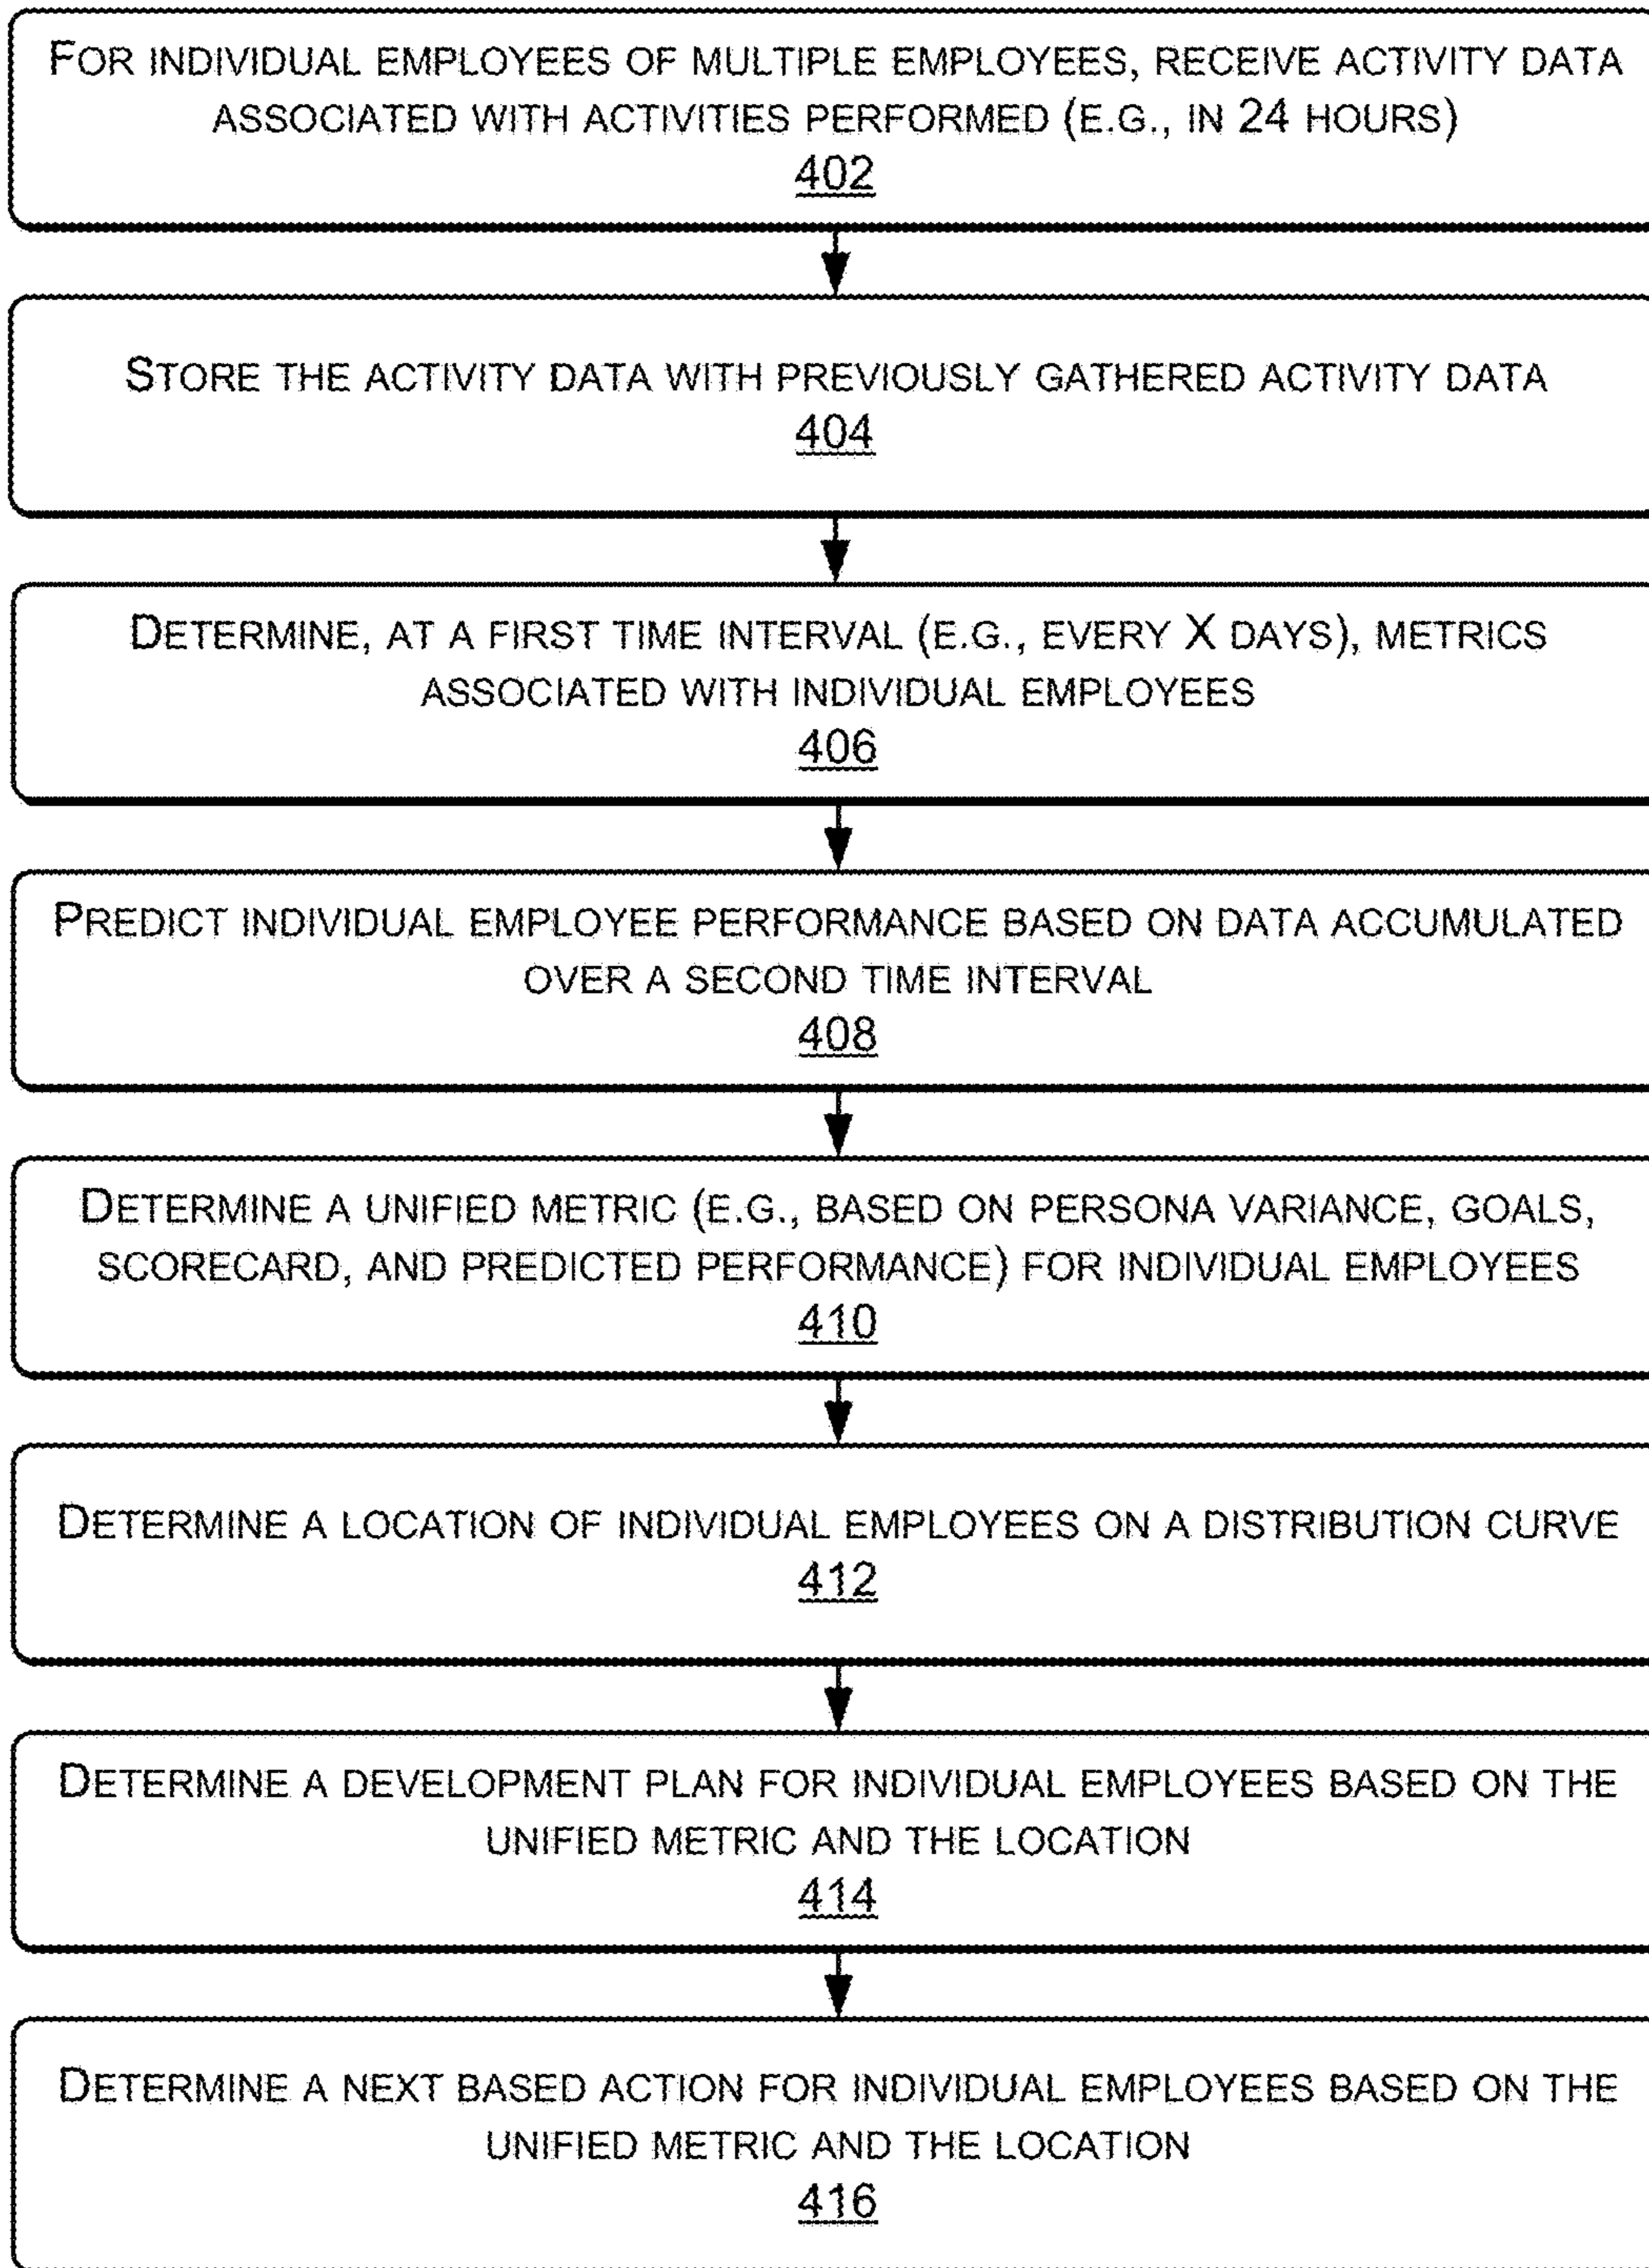 FOR INDIVIDUAL EMPLOYEES OF MULTIPLE EMPLOYEES, RECEIVE ACTIVITY DATA
ASSOCIATED WITH ACTIVITIES PERFORMED (E.G., IN 24 HOURS)
402
STORE THE ACTIVITY DATA WITH PREVIOUSLY GATHERED ACTIVITY DATA
404
DETERMINE, AT A FIRST TIME INTERVAL (E.G., EVERY X DAYS), METRICS
ASSOCIATED WITH INDIVIDUAL EMPLOYEES
406
PREDICT INDIVIDUAL EMPLOYEE PERFORMANCE BASED ON DATA ACCUMULATED
OVER A SECOND TIME INTERVAL
408
DETERMINE A UNIFIED METRIC (E.G., BASED ON PERSONA VARIANCE, GOALS,
SCORECARD, AND PREDICTED PERFORMANCE) FOR INDIVIDUAL EMPLOYEES
410
DETERMINE A LOCATION OF INDIVIDUAL EMPLOYEES ON A DISTRIBUTION CURVE
412
DETERMINE A DEVELOPMENT PLAN FOR INDIVIDUAL EMPLOYEES BASED ON THE
UNIFIED METRIC AND THE LOCATION
414
DETERMINE A NEXT BASED ACTION FOR INDIVIDUAL EMPLOYEES BASED ON THE
UNIFIED METRIC AND THE LOCATION
416